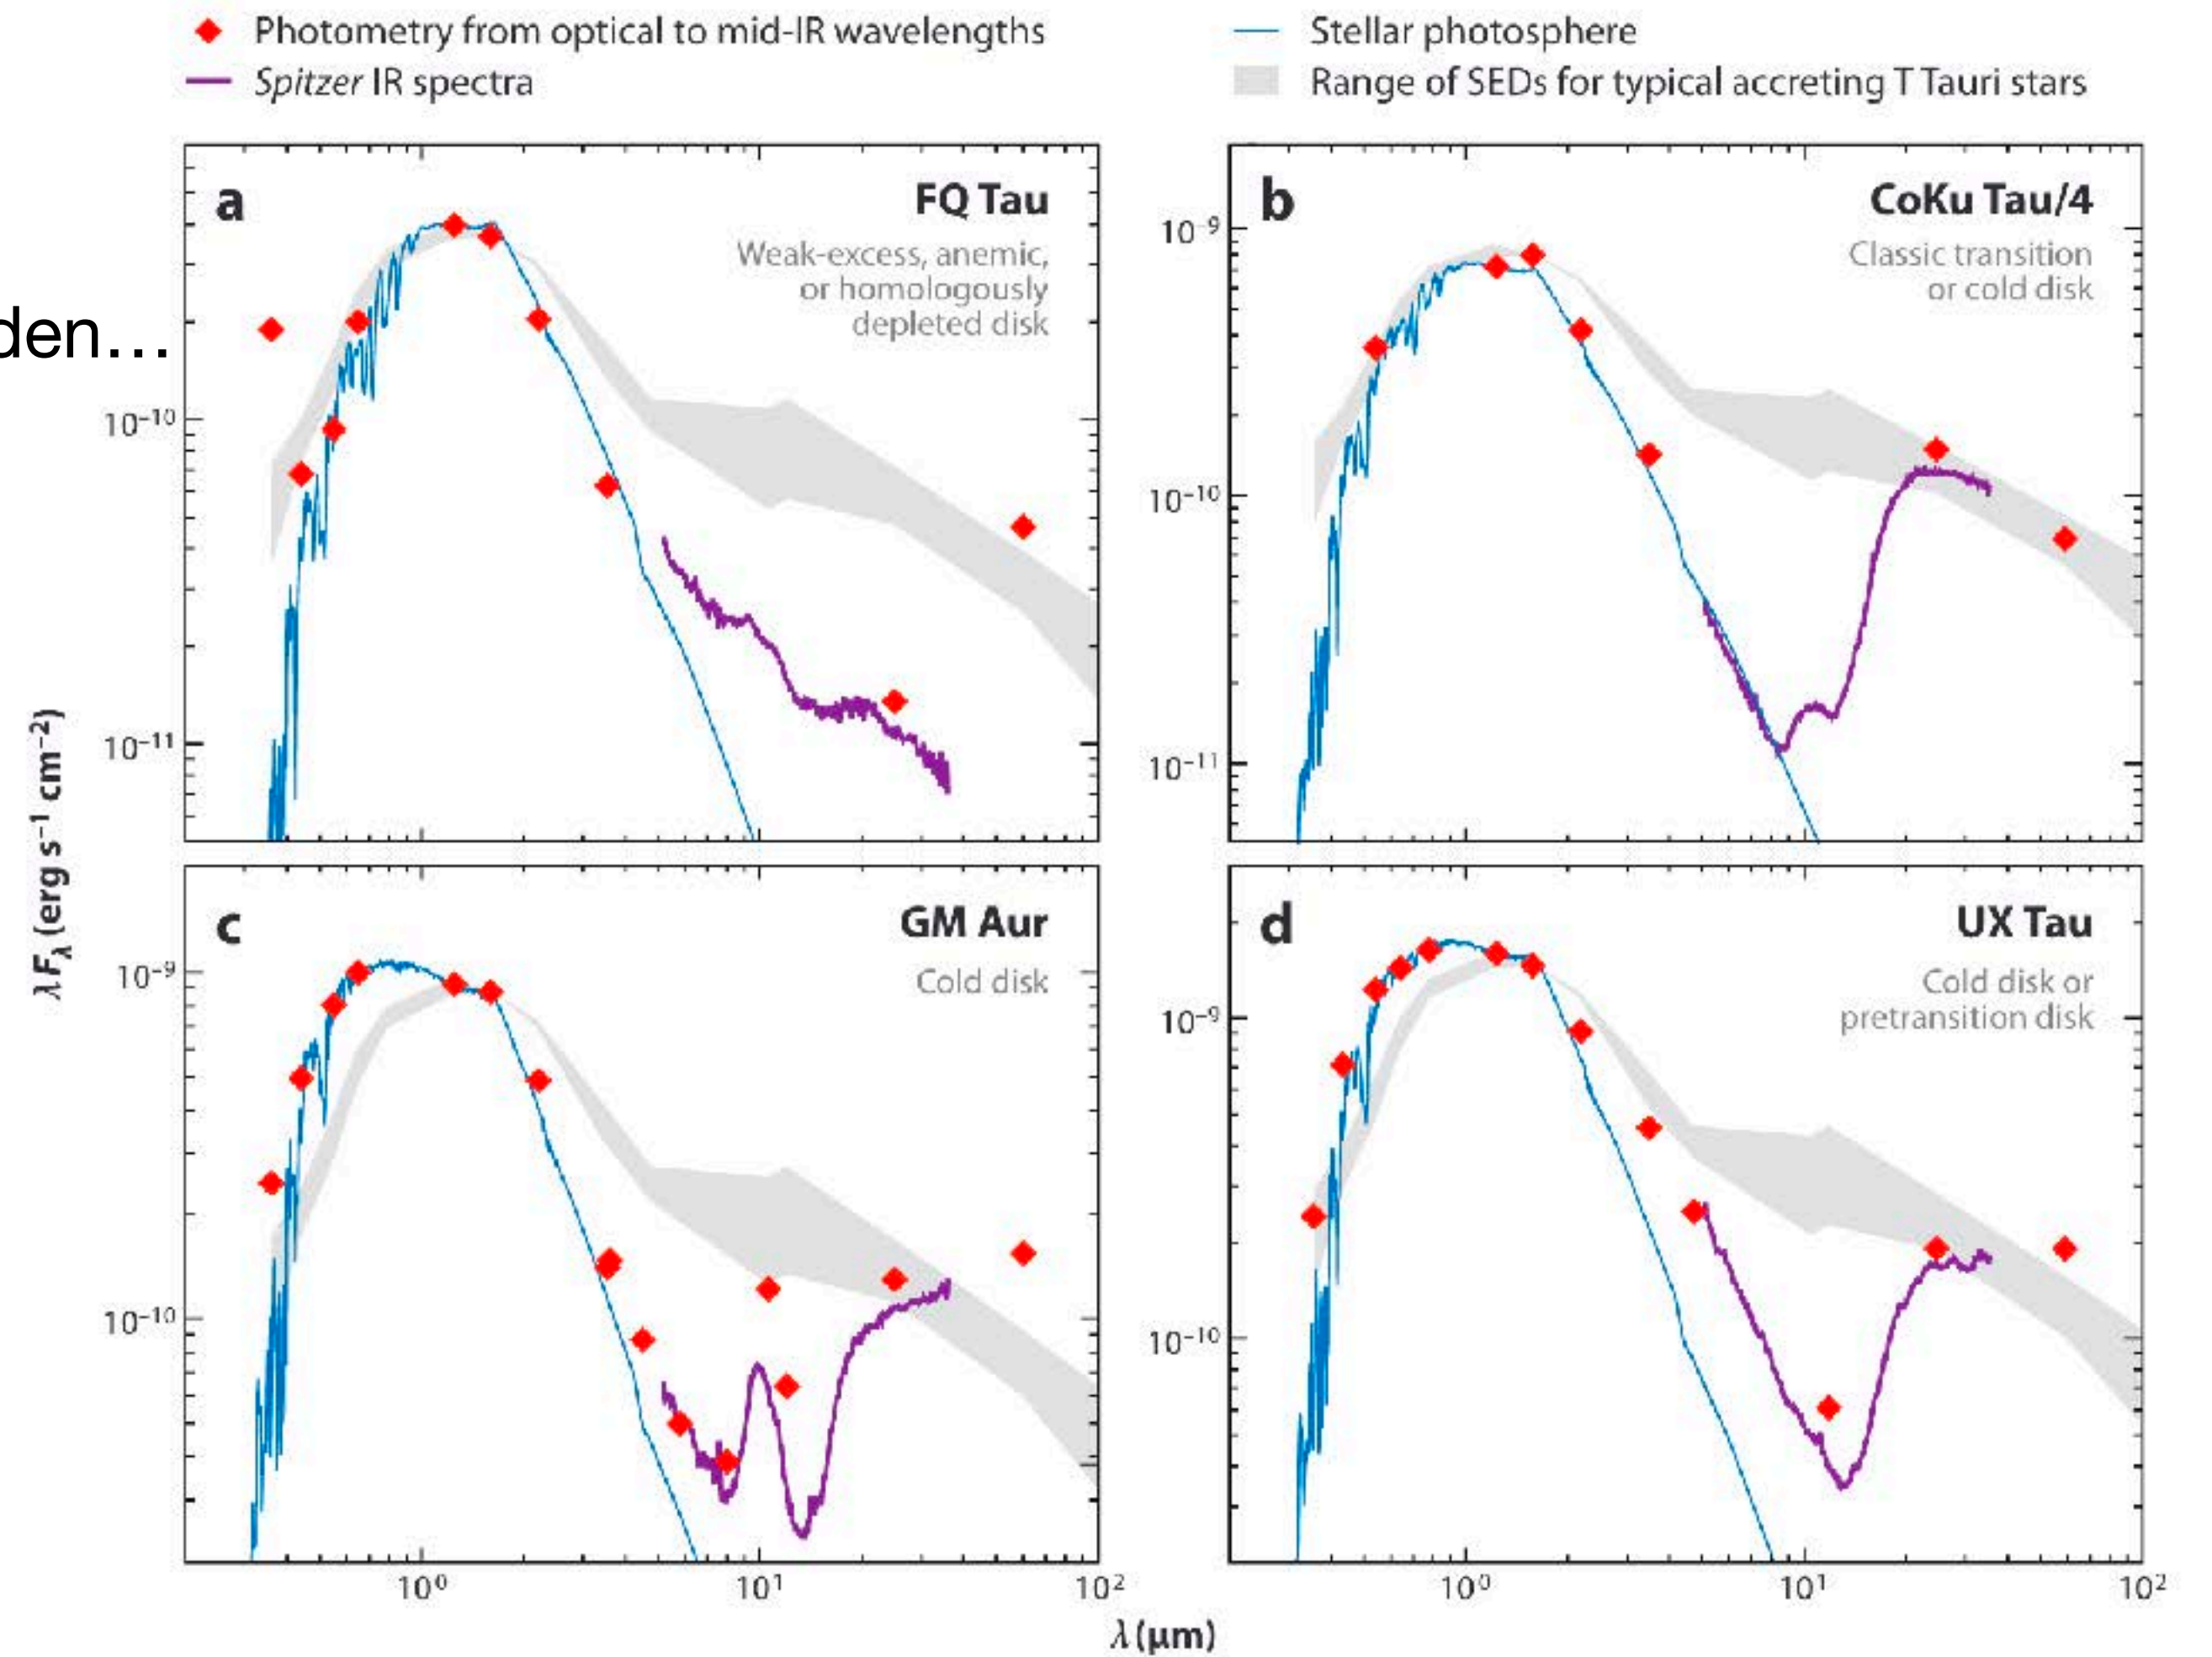 Photometry from optical to mid-IR wavelengths
Spitzer IR spectra
Stellar photosphere
Range of SEDs for typical accreting T Tauri stars
den…
λFλ (erg s⁻¹ cm⁻²)
a
FQ Tau
Weak-excess, anemic,
or homologously
depleted disk
10⁻¹⁰
10⁻¹¹
b
CoKu Tau/4
Classic transition
or cold disk
10⁻⁹
10⁻¹⁰
10⁻¹¹
c
GM Aur
Cold disk
10⁻⁹
10⁻¹⁰
10⁰ 10¹ 10²
d
UX Tau
Cold disk or
pretransition disk
10⁻⁹
10⁻¹⁰
10⁰ 10¹ 10²
λ (μm)